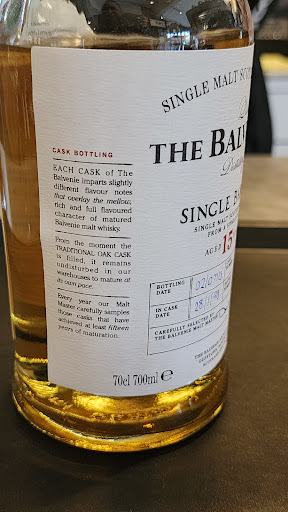 SINGLE MALT
THE BALV
SINGLE B
SINGLE MALT
FROM
AGED 15
CASK BOTTLING
EACH CASK of The
Balvenie imparts slightly
different flavour notes
that overlay the mellow,
rich and full flavoured
character of matured
Balvenie malt whisky.
From the moment the
TRADITIONAL OAK CASK
is filled, it remains
undisturbed in our
warehouses to mature at
its own pace.
Every year our Malt
Master carefully samples
those casks that have
achieved at least fifteen
years of maturation.
BOTTLING
DATE
IN CASK
DATE
CAREFULLY SELECTED BY
THE BALVENIE MALT MASTER
70cl 700ml e